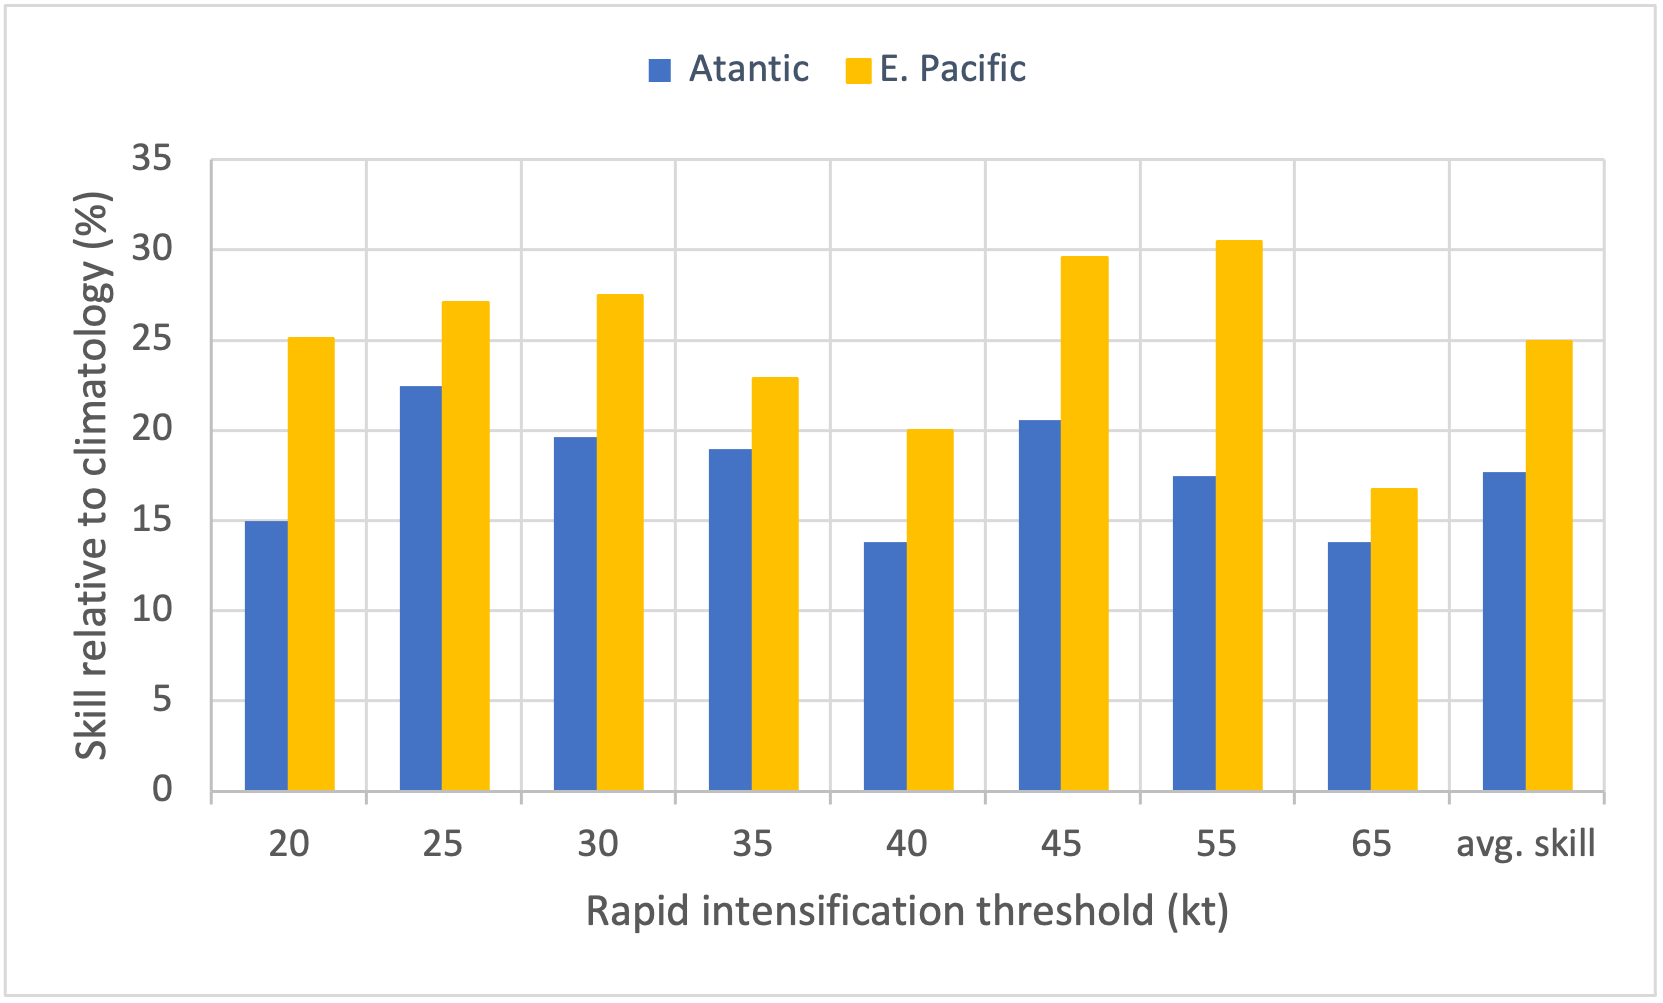 Atantic E. Pacific
Skill relative to climatology (%)
35
30
25
20
15
10
5
0
20 25 30 35 40 45 55 65 avg. skill
Rapid intensification threshold (kt)